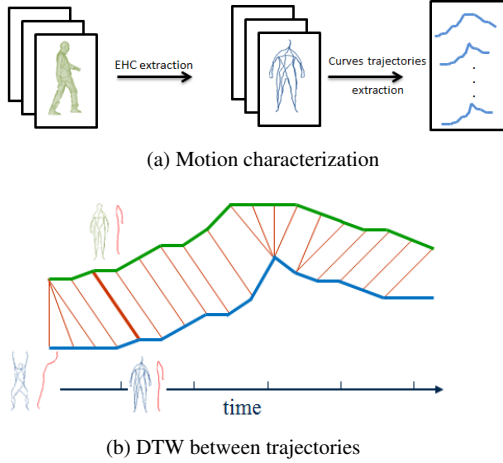 EHC extraction
Curves trajectories
extraction
(a) Motion characterization
time
(b) DTW between trajectories